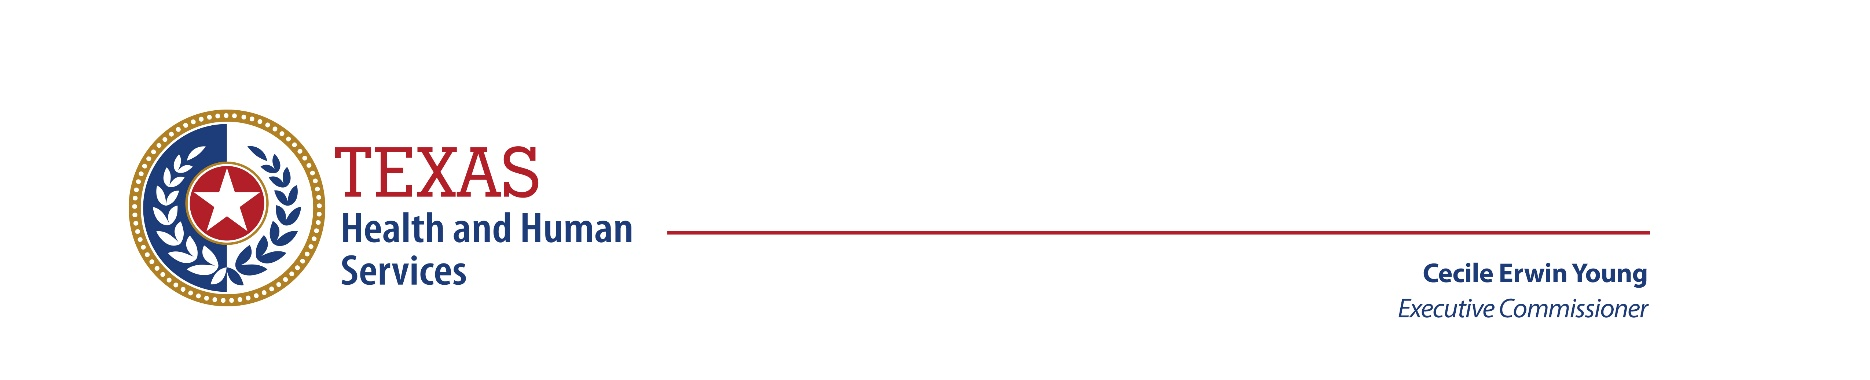 TEXAS
Health and Human
Services
Cecile Erwin Young
Executive Commissioner